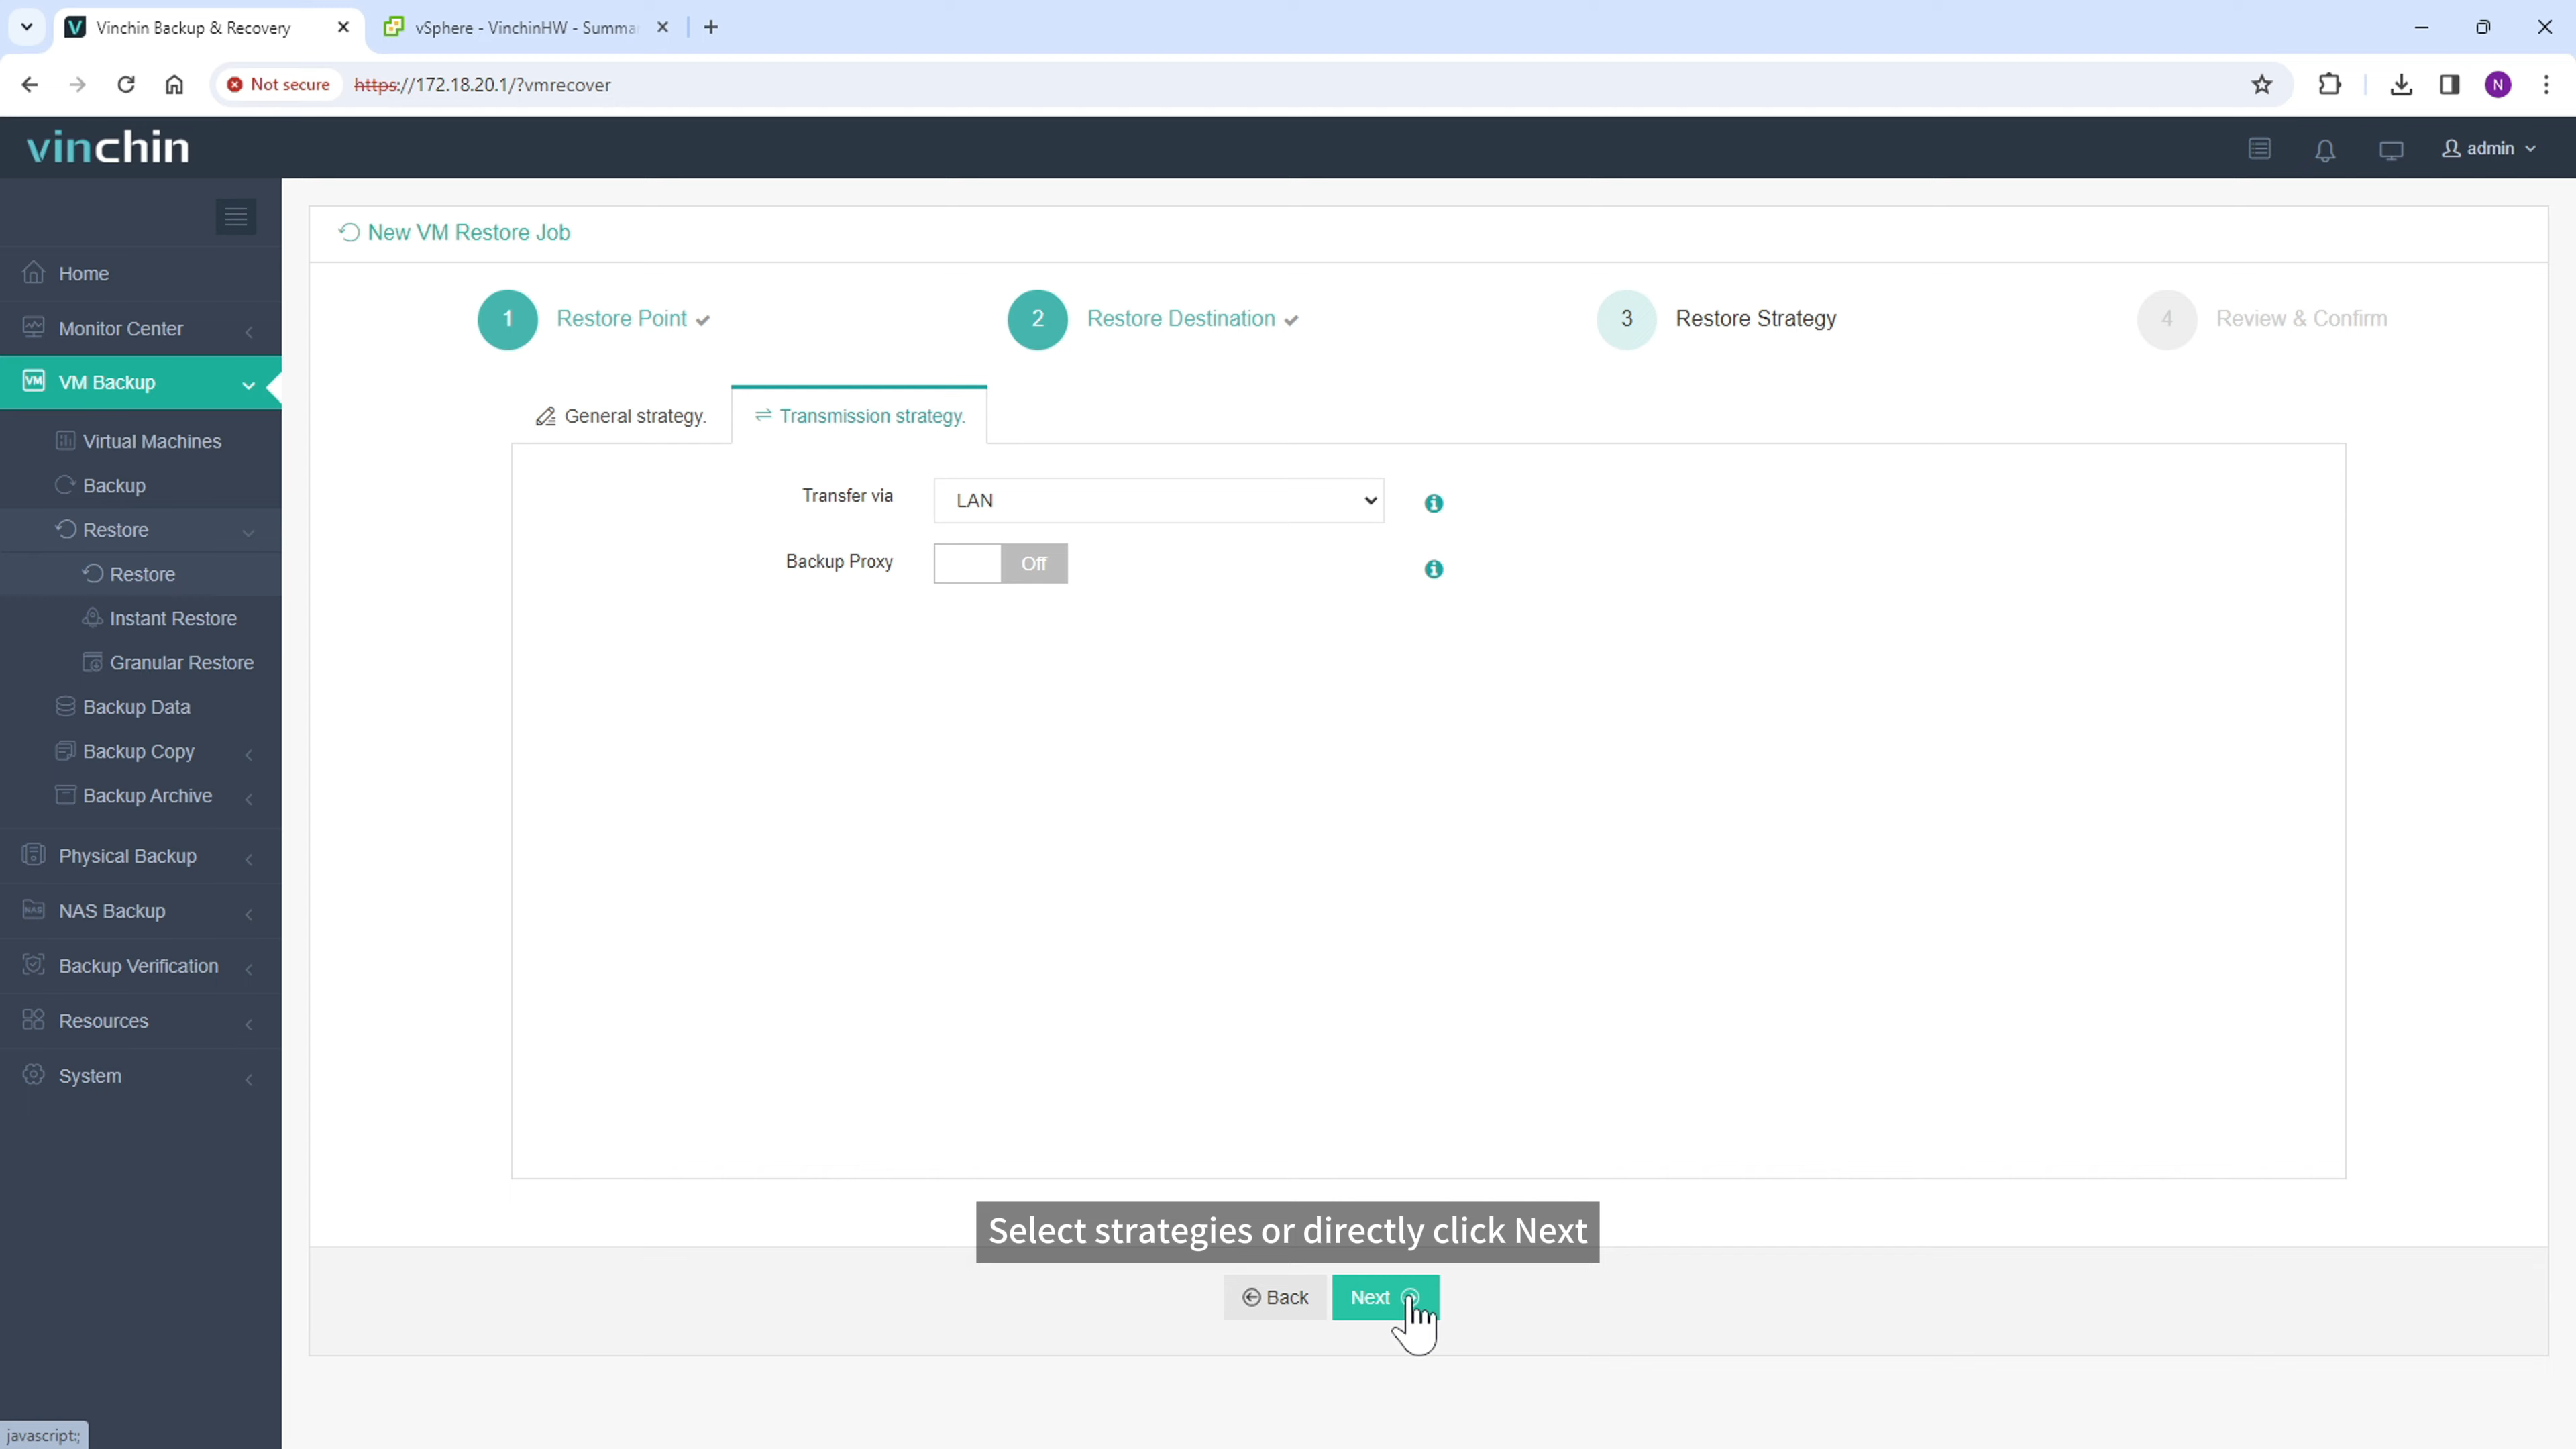 Vinchin Backup & Recovery
vSphere - VinchinHW - Summa
Not secure
https://172.18.20.1/?vmrecover
N
vinchin
admin
New VM Restore Job
Home
Monitor Center
VM Backup
Virtual Machines
Backup
Restore
Restore
Instant Restore
Granular Restore
Backup Data
Backup Copy
Backup Archive
Physical Backup
NAS Backup
Backup Verification
Resources
System
1 Restore Point
2 Restore Destination
3 Restore Strategy
4 Review & Confirm
General strategy.
Transmission strategy.
Transfer via LAN
Backup Proxy Off
Select strategies or directly click Next
Back
Next
javascript:;